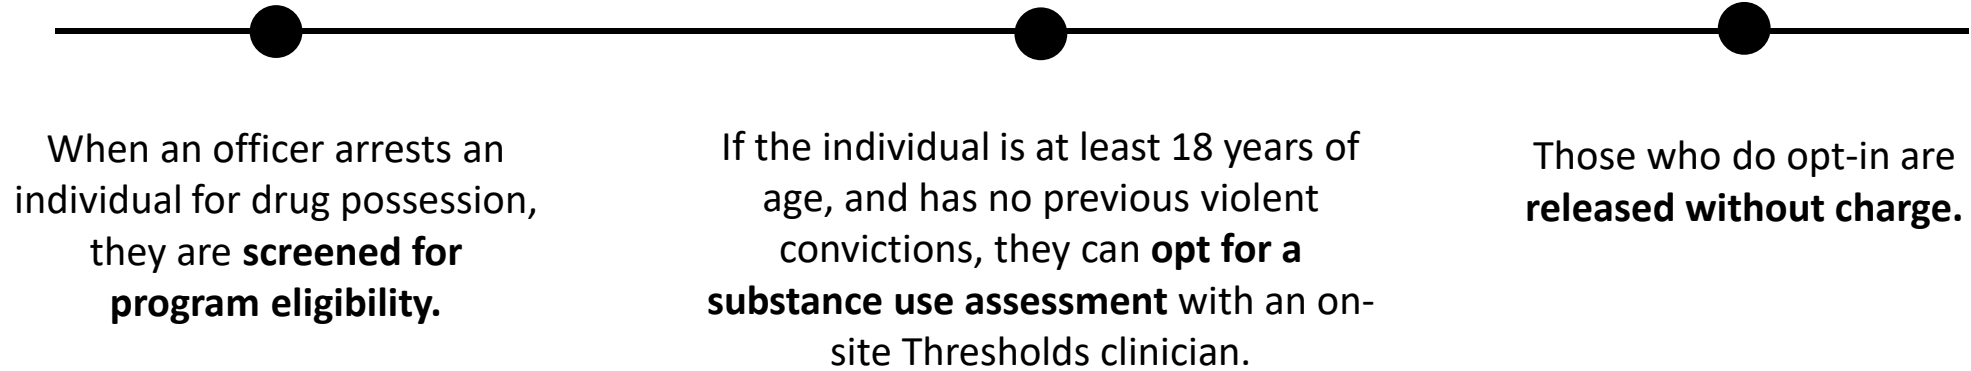 When an officer arrests an
individual for drug possession,
they are screened for
program eligibility.
If the individual is at least 18 years of
age, and has no previous violent
convictions, they can opt for a
substance use assessment with an on-
site Thresholds clinician.
Those who do opt-in are
released without charge.